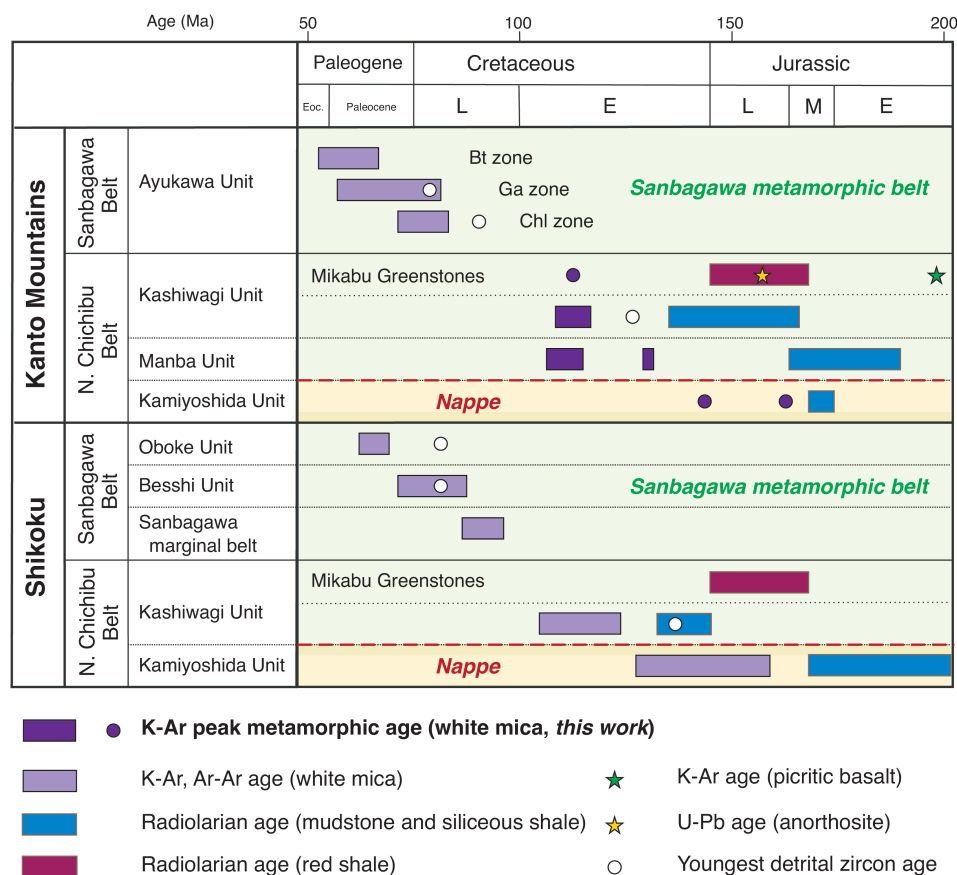 Age (Ma) 50 100 150 200
Paleogene Cretaceous Jurassic
Eoc. Paleocene L E L M E
Kanto Mountains
Sanbagawa
Belt
Ayukawa Unit
Bt zone
Ga zone
Chl zone
Sanbagawa metamorphic belt
N. Chichibu
Belt
Kashiwagi Unit
Mikabu Greenstones
Manba Unit
Kamiyoshida Unit
Nappe
Shikoku
Sanbagawa
Belt
Oboke Unit
Besshi Unit
Sanbagawa metamorphic belt
Sanbagawa
marginal belt
N. Chichibu
Belt
Kashiwagi Unit
Mikabu Greenstones
Kamiyoshida Unit
Nappe
K-Ar peak metamorphic age (white mica, this work)
K-Ar, Ar-Ar age (white mica)
K-Ar age (picritic basalt)
Radiolarian age (mudstone and siliceous shale)
U-Pb age (anorthosite)
Radiolarian age (red shale)
Youngest detrital zircon age